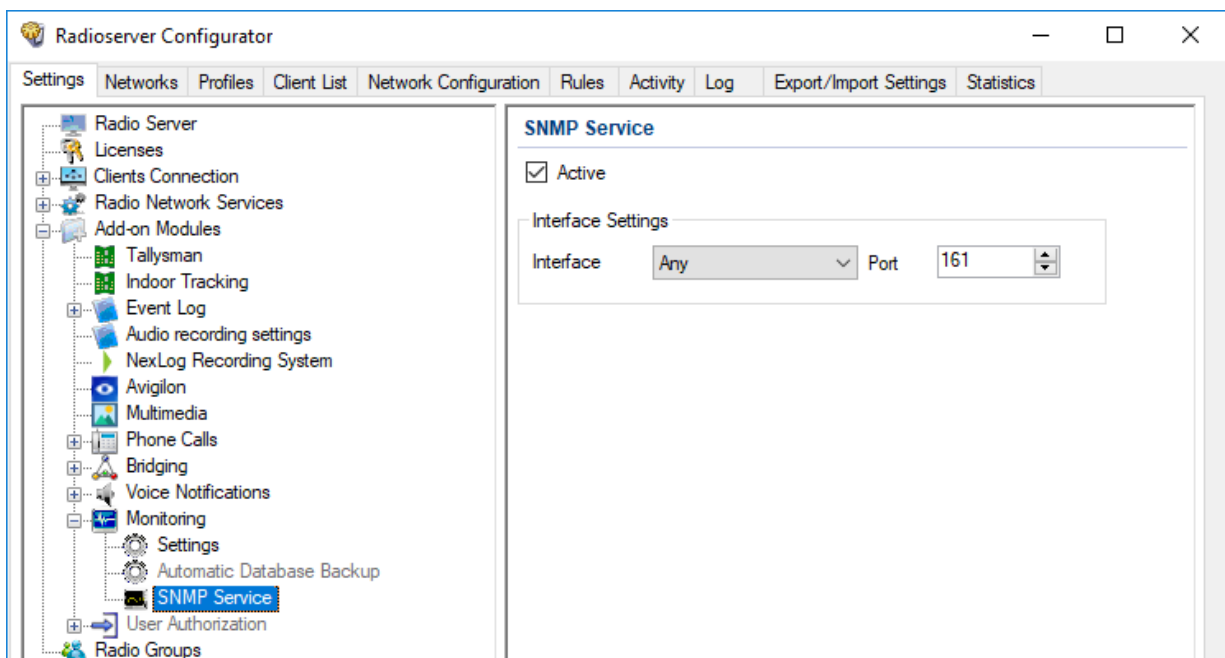 Radioserver Configurator
Settings Networks Profiles Client List Network Configuration Rules Activity Log Export/Import Settings Statistics
Radio Server
Licenses
Clients Connection
Radio Network Services
Add-on Modules
Tallysman
Indoor Tracking
Event Log
Audio recording settings
NexLog Recording System
Avigilon
Multimedia
Phone Calls
Bridging
Voice Notifications
Monitoring
Settings
Automatic Database Backup
SNMP Service
User Authorization
Radio Groups
SNMP Service
Active
Interface Settings
Interface Any Port 161